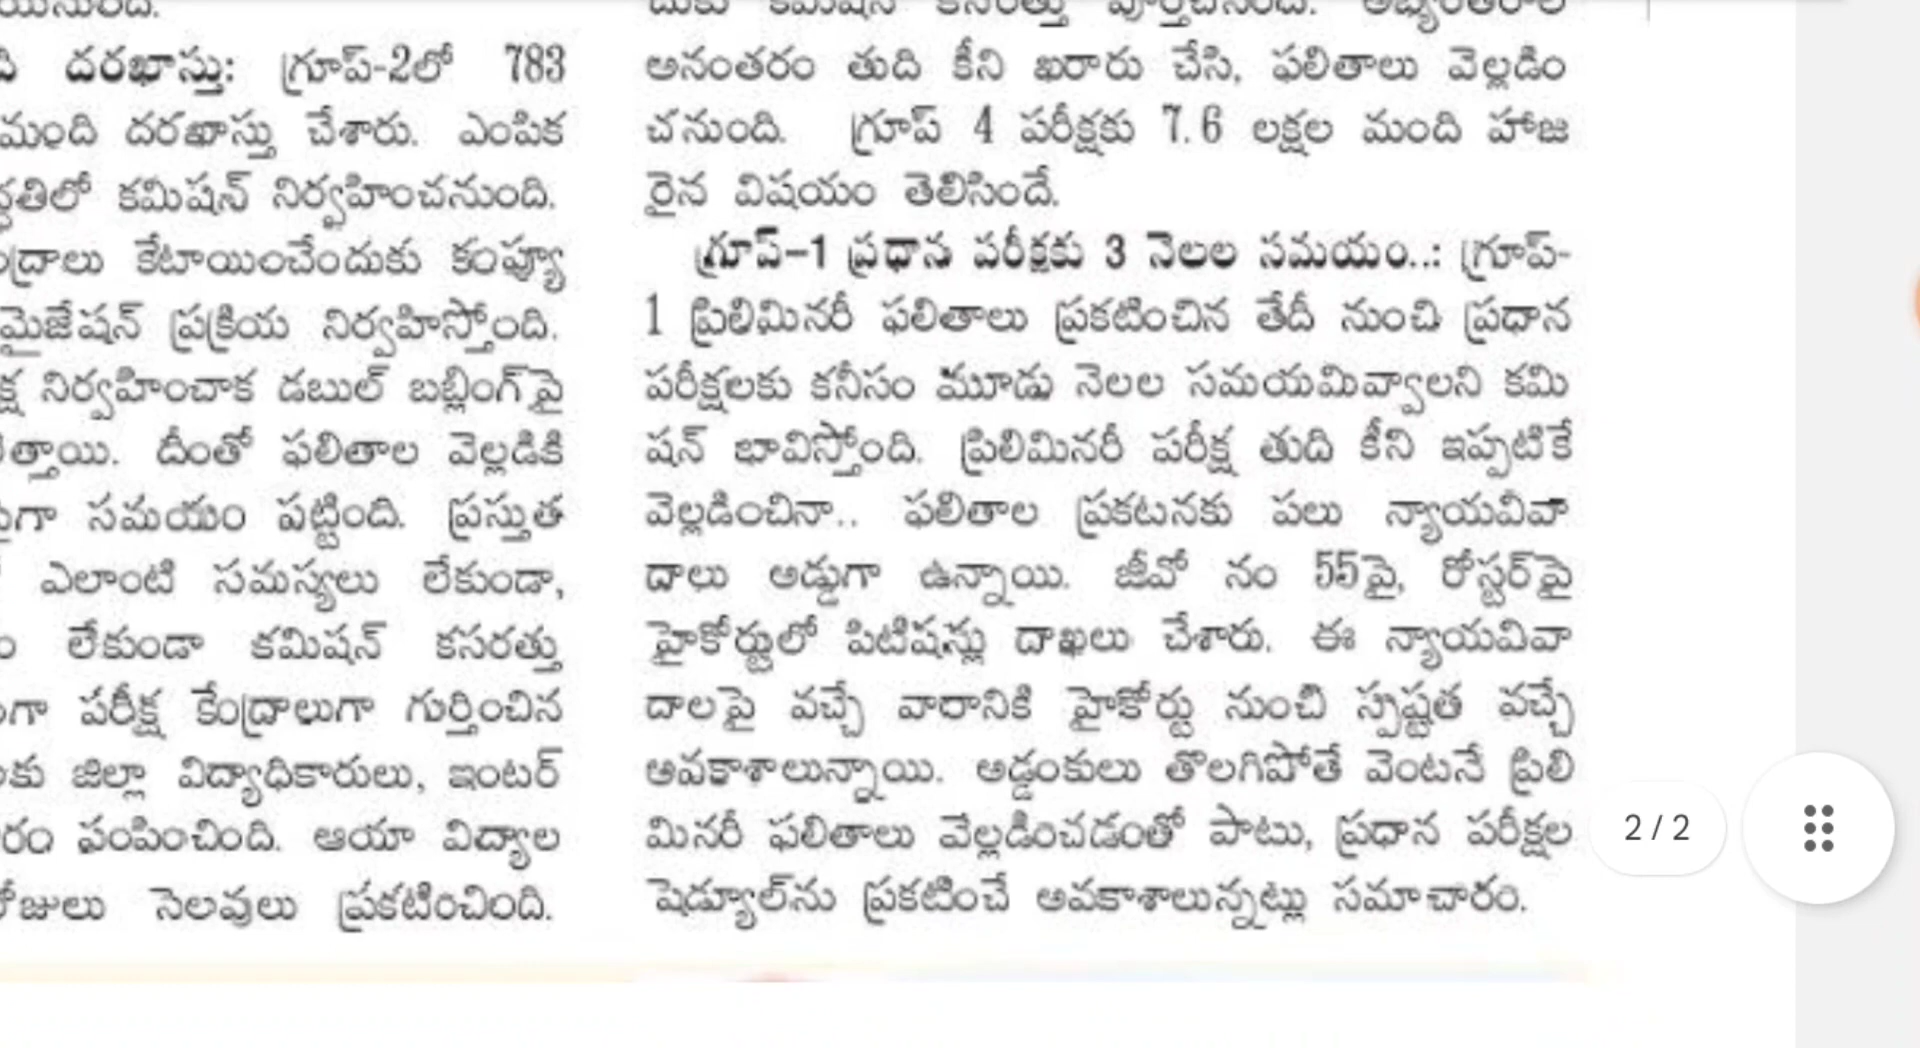 ది దరఖాస్తు: గ్రూప్-2లో 783
మంది దరఖాస్తు చేశారు. ఎంపిక
కమిషన్ నిర్వహించనుంది.
కేటాయించేందుకు కంప్యూ
ప్రక్రియ నిర్వహిస్తోంది.
నిర్వహించాక డబుల్ బబ్లింగ్‌పై
దీంతో ఫలితాల వెల్లడికి
సమయం పట్టింది. ప్రస్తుత
ఎలాంటి సమస్యలు లేకుండా,
లేకుండా కమిషన్ కసరత్తు
పరీక్ష కేంద్రాలుగా గుర్తించిన
జిల్లా విద్యాధికారులు, ఇంటర్
పంపించింది. ఆయా విద్యాల
సెలవులు ప్రకటించింది.
అనంతరం తుది కీని ఖరారు చేసి, ఫలితాలు వెల్లడిం
చనుంది. గ్రూప్ 4 పరీక్షకు 7.6 లక్షల మంది హాజ
రైన విషయం తెలిసిందే.
గ్రూప్-1 ప్రధాన పరీక్షకు 3 నెలల సమయం..: గ్రూప్-
1 ప్రిలిమినరీ ఫలితాలు ప్రకటించిన తేదీ నుంచి ప్రధాన
పరీక్షలకు కనీసం మూడు నెలల సమయమివ్వాలని కమి
షన్ భావిస్తోంది. ప్రిలిమినరీ పరీక్ష తుది కీని ఇప్పటికే
వెల్లడించినా.. ఫలితాల ప్రకటనకు పలు న్యాయవివా
దాలు అడ్డుగా ఉన్నాయి. జీవో నం 55పై, రోస్టర్‌పై
హైకోర్టులో పిటిషన్లు దాఖలు చేశారు. ఈ న్యాయవివా
దాలపై వచ్చే వారానికి హైకోర్టు నుంచి స్పష్టత వచ్చే
అవకాశాలున్నాయి. అడ్డంకులు తొలగిపోతే వెంటనే ప్రిలి
మినరీ ఫలితాలు వేల్లడించడంతో పాటు, ప్రధాన పరీక్షల
షెడ్యూల్‌ను ప్రకటించే అవకాశాలున్నట్లు సమాచారం.
2 / 2